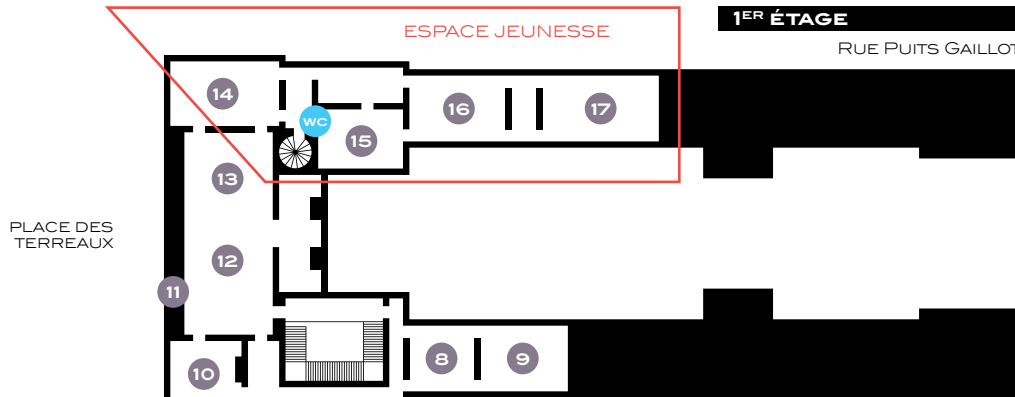 1ER ÉTAGE
RUE PUITS GAILLOT
ESPACE JEUNESSE
14
16
17
WC
15
13
PLACE DES
TERREAUX
12
11
10
8
9